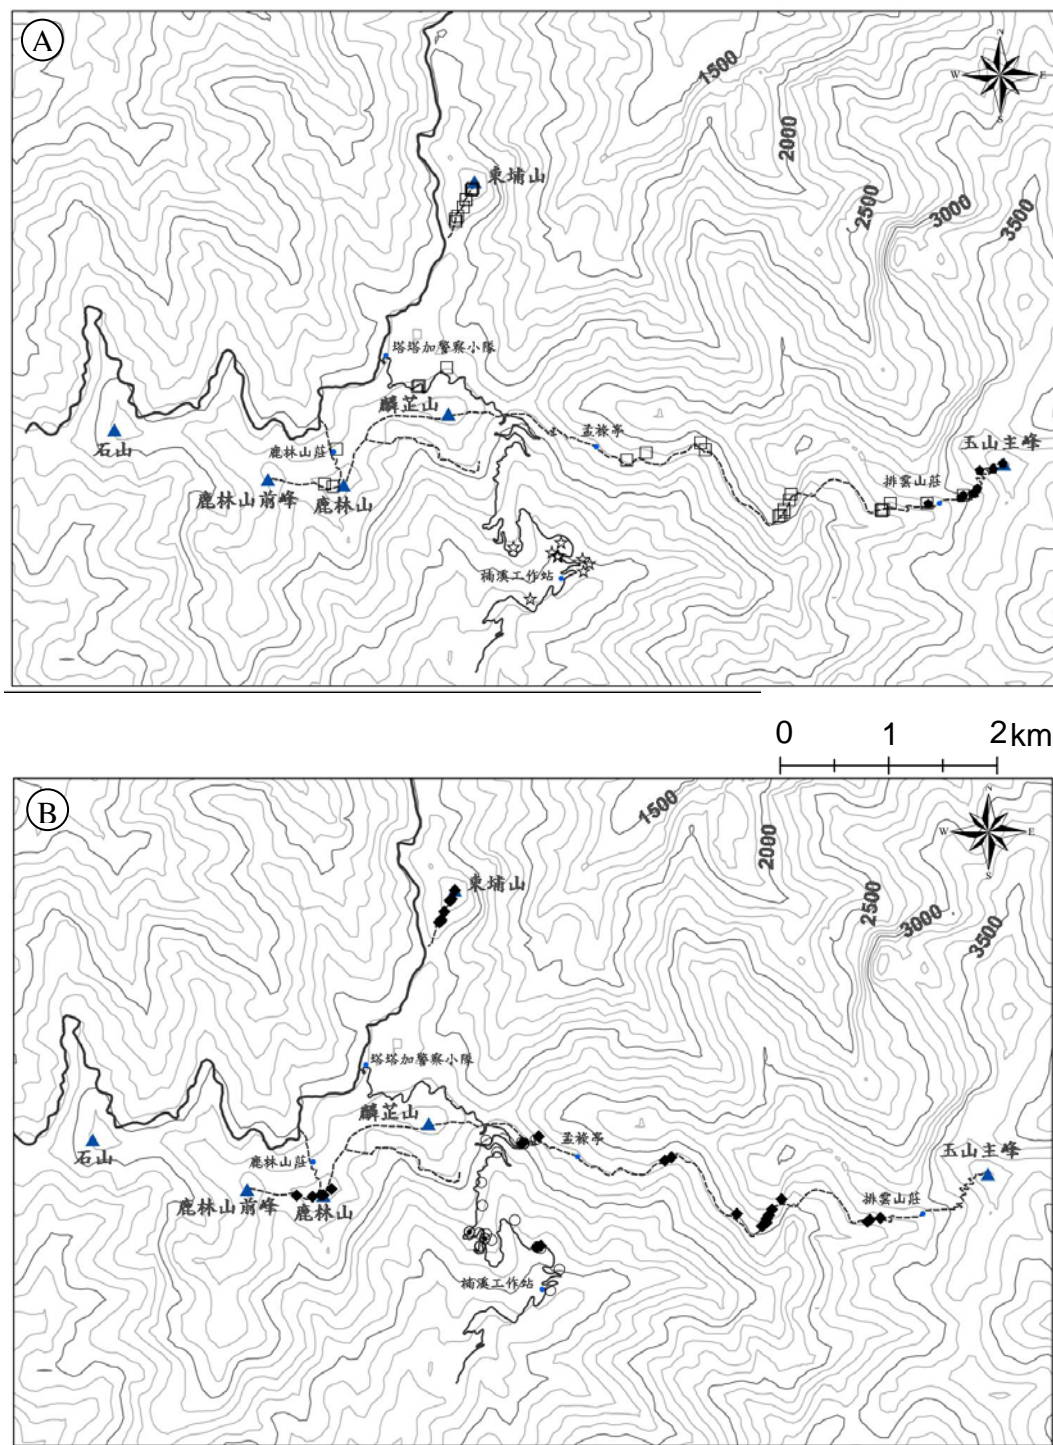 A
1500
N
W E
S
2000
東埔山
2500
3000
3500
塔塔加警察小隊
麟芷山
孟祿亭
石山
鹿林山莊
玉山主峰
鹿林山前峰
鹿林山
排雲山莊
楠溪工作站
0 1 2km
B
1500
N
W E
S
2000
東埔山
2500
3000
3500
塔塔加警察小隊
麟芷山
孟祿亭
石山
鹿林山莊
玉山主峰
鹿林山前峰
鹿林山
排雲山莊
楠溪工作站